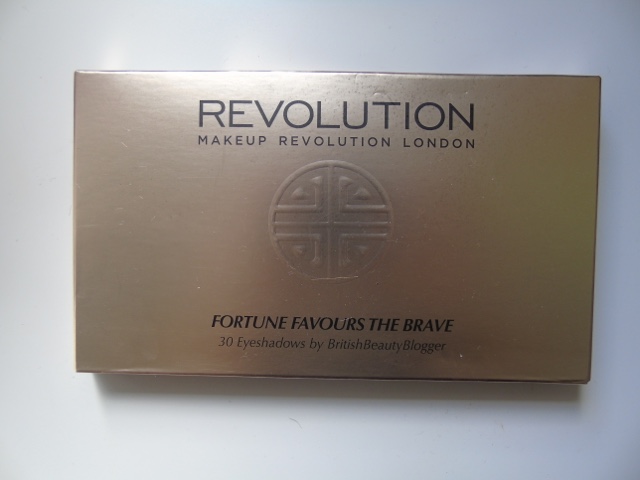 REVOLUTION
MAKEUP REVOLUTION LONDON
FORTUNE FAVOURS THE BRAVE
30 Eyeshadows by BritishBeautyBlogger